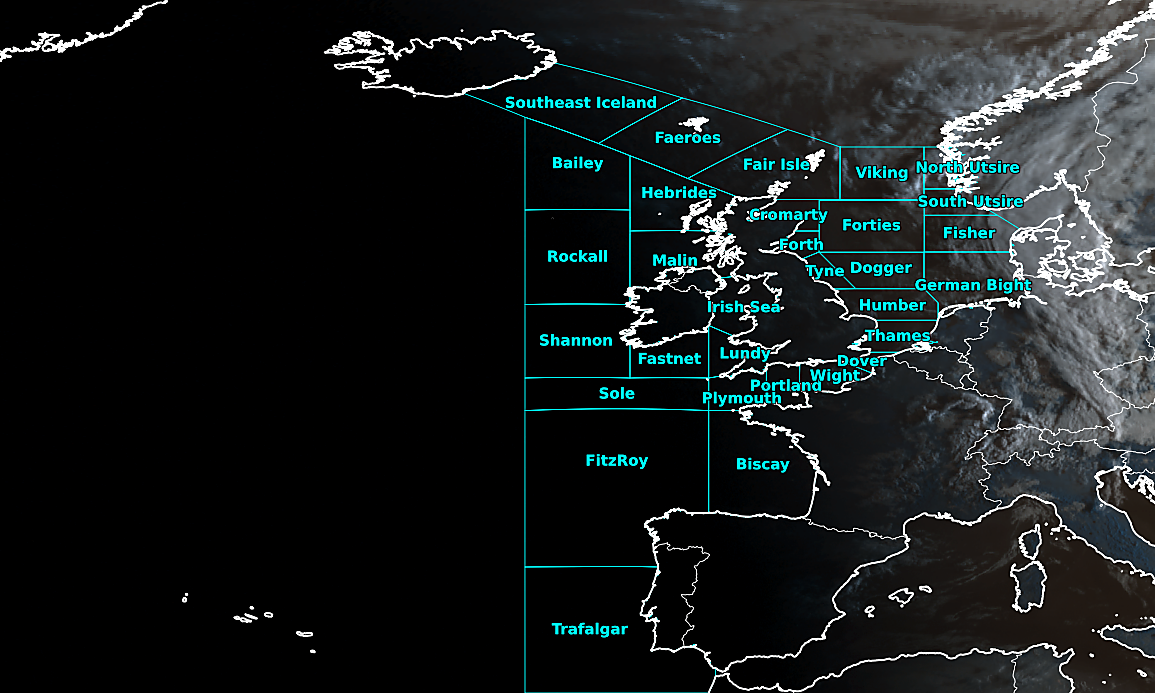 Southeast Iceland
Faeroes
Bailey
Fair Isle
Viking
North Utsire
Hebrides
South Utsire
Cromarty
Forties
Fisher
Forth
Rockall
Malin
Tyne
Dogger
German Bight
Irish Sea
Humber
Shannon
Thames
Fastnet
Lundy
Dover
Wight
Portland
Sole
Plymouth
FitzRoy
Biscay
Trafalgar